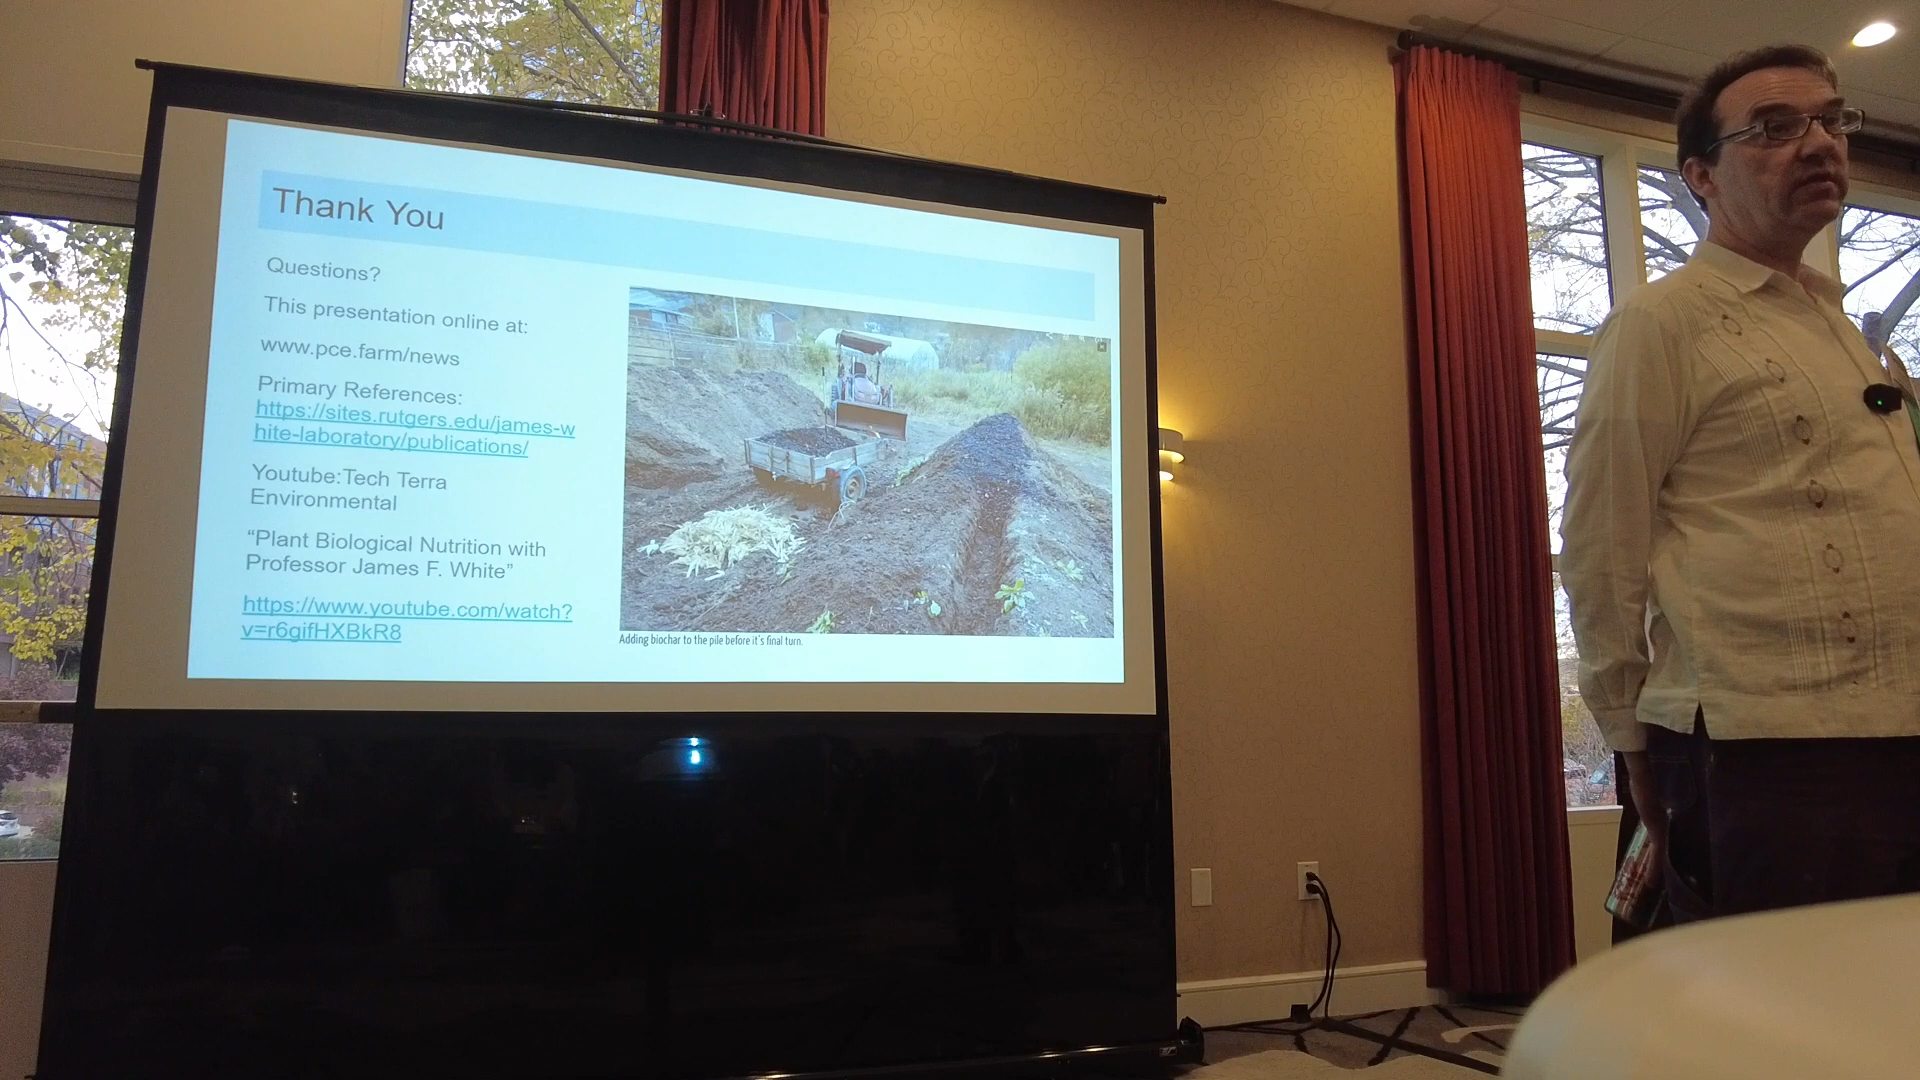 Thank You
Questions?
This presentation online at:
www.pce.farm/news
Primary References:
https://sites.rutgers.edu/james-w
hite-laboratory/publications/
Youtube:Tech Terra
Environmental
“Plant Biological Nutrition with
Professor James F. White”
https://www.youtube.com/watch?
v=r6gifHXBkR8
Adding biochar to the pile before it's final turn.